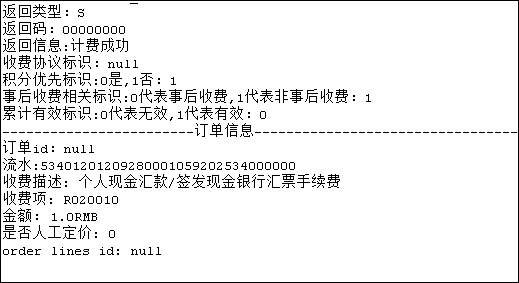 返回类型: S
返回码: 00000000
返回信息:计费成功
收费协议标识: null
积分优先标识:0是,1否: 1
事后收费相关标识:0代表事后收费,1代表非事后收费: 1
累计有效标识:0代表无效,1代表有效: 0
------------------------订单信息---------------------------------
订单id: null
流水:5340120120928000105920253400​0000
收费描述: 个人现金汇款/签发现金银行汇票手续费
收费项: R020010
金额: 1.0RMB
是否人工定价: 0
order lines id: null